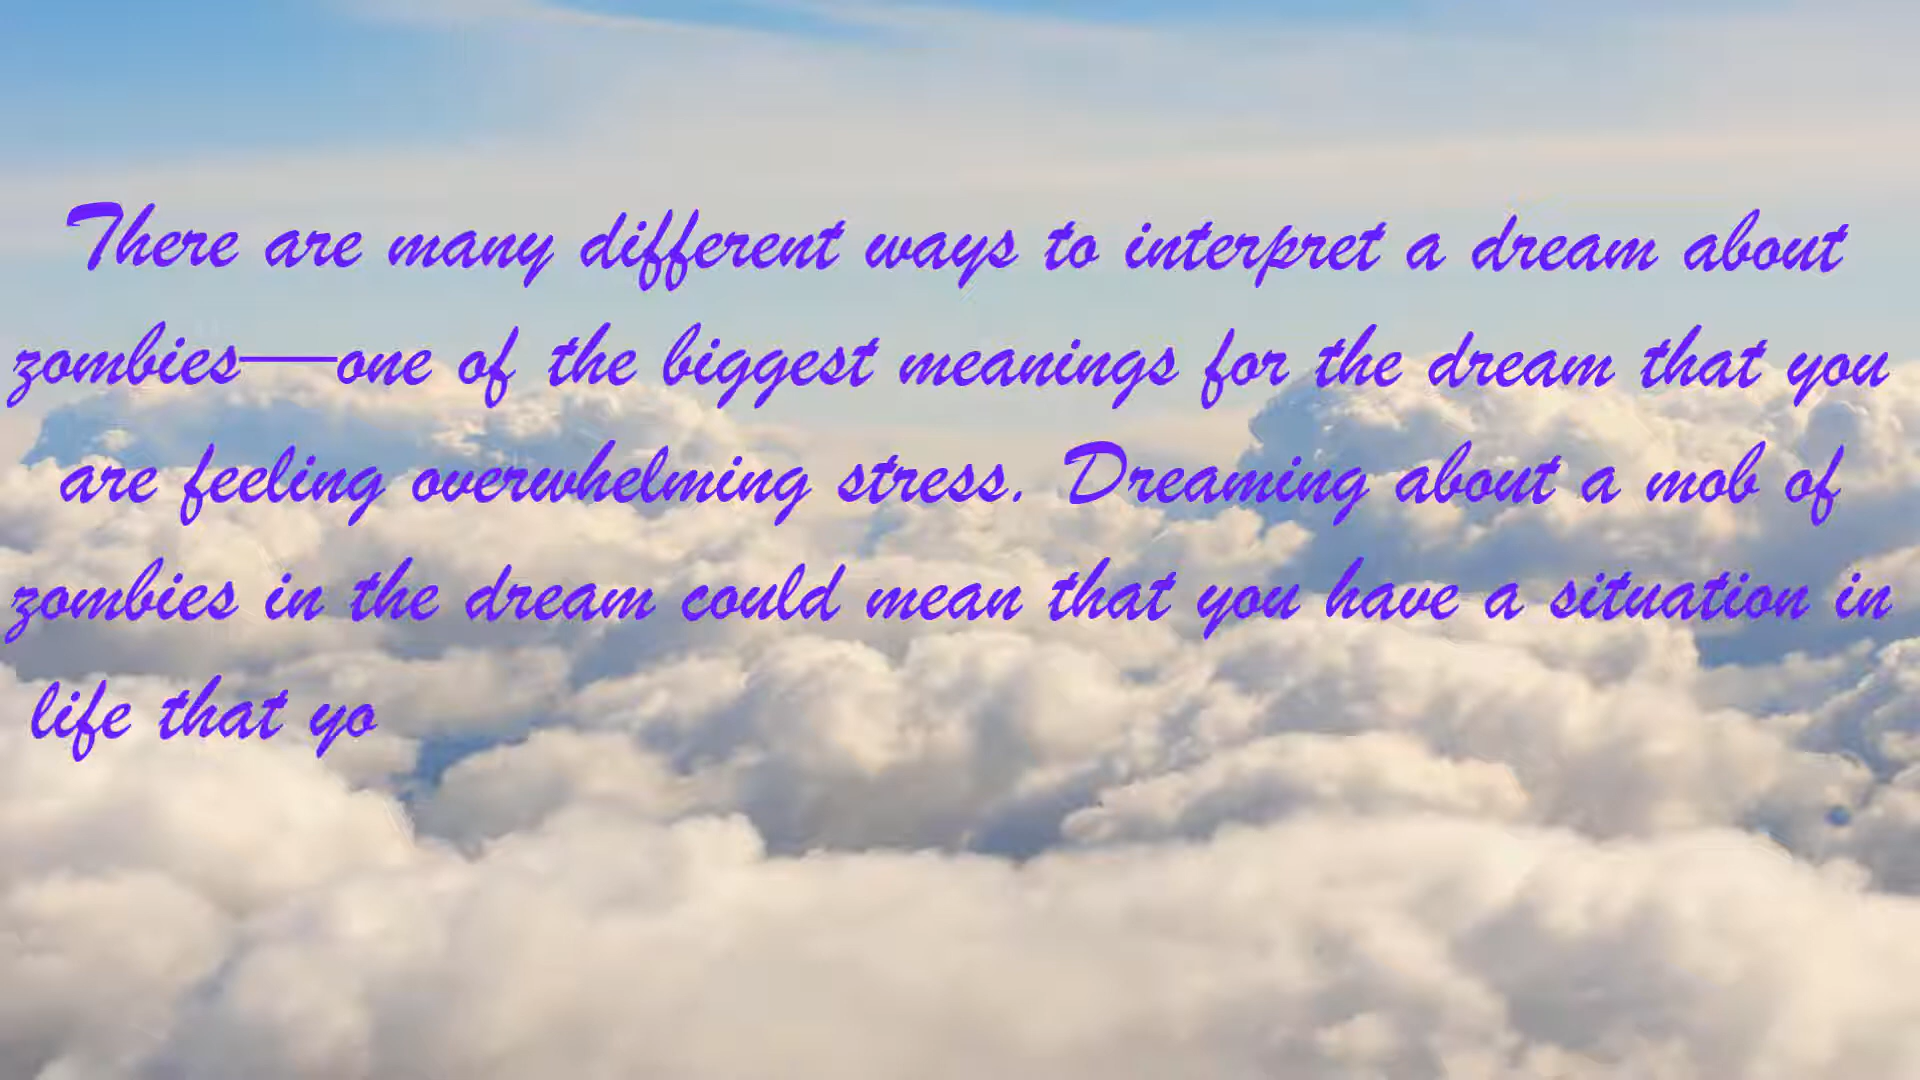 There are many different ways to interpret a dream about
zombies—one of the biggest meanings for the dream that you
are feeling overwhelming stress. Dreaming about a mob of
zombies in the dream could mean that you have a situation in
life that yo